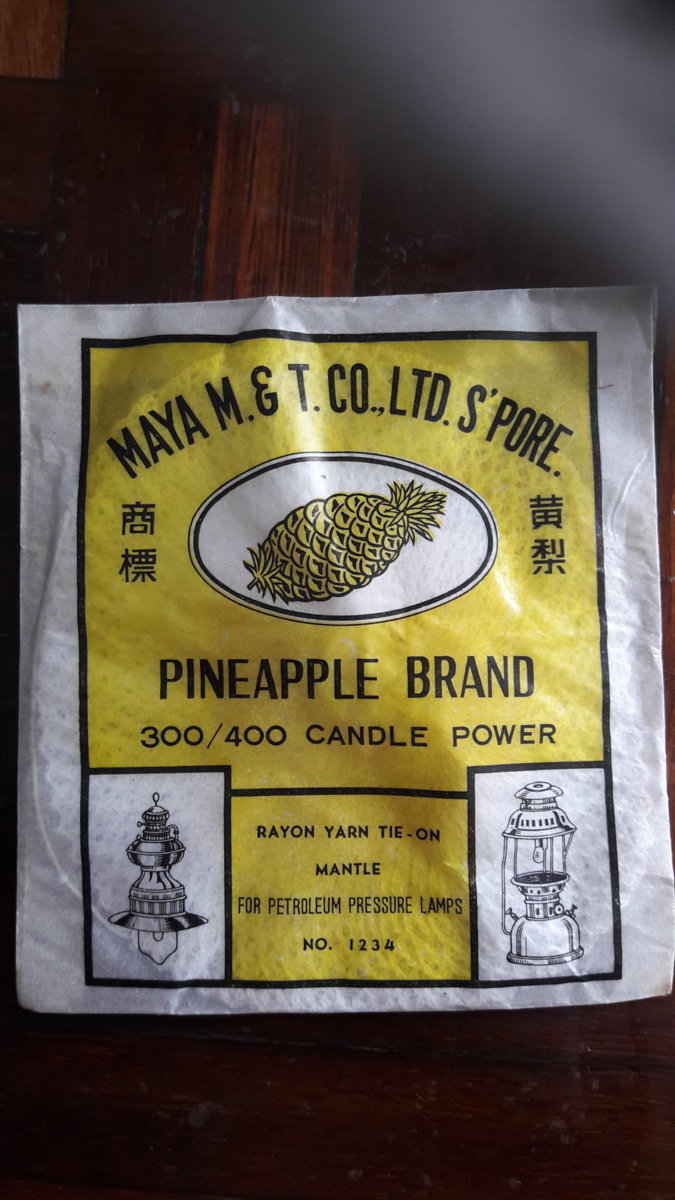 MAYA M. & T. CO., LTD. S'PORE.
商標
黃梨
PINEAPPLE BRAND
300/400 CANDLE POWER
RAYON YARN TIE-ON
MANTLE
FOR PETROLEUM PRESSURE LAMPS
NO. 1234